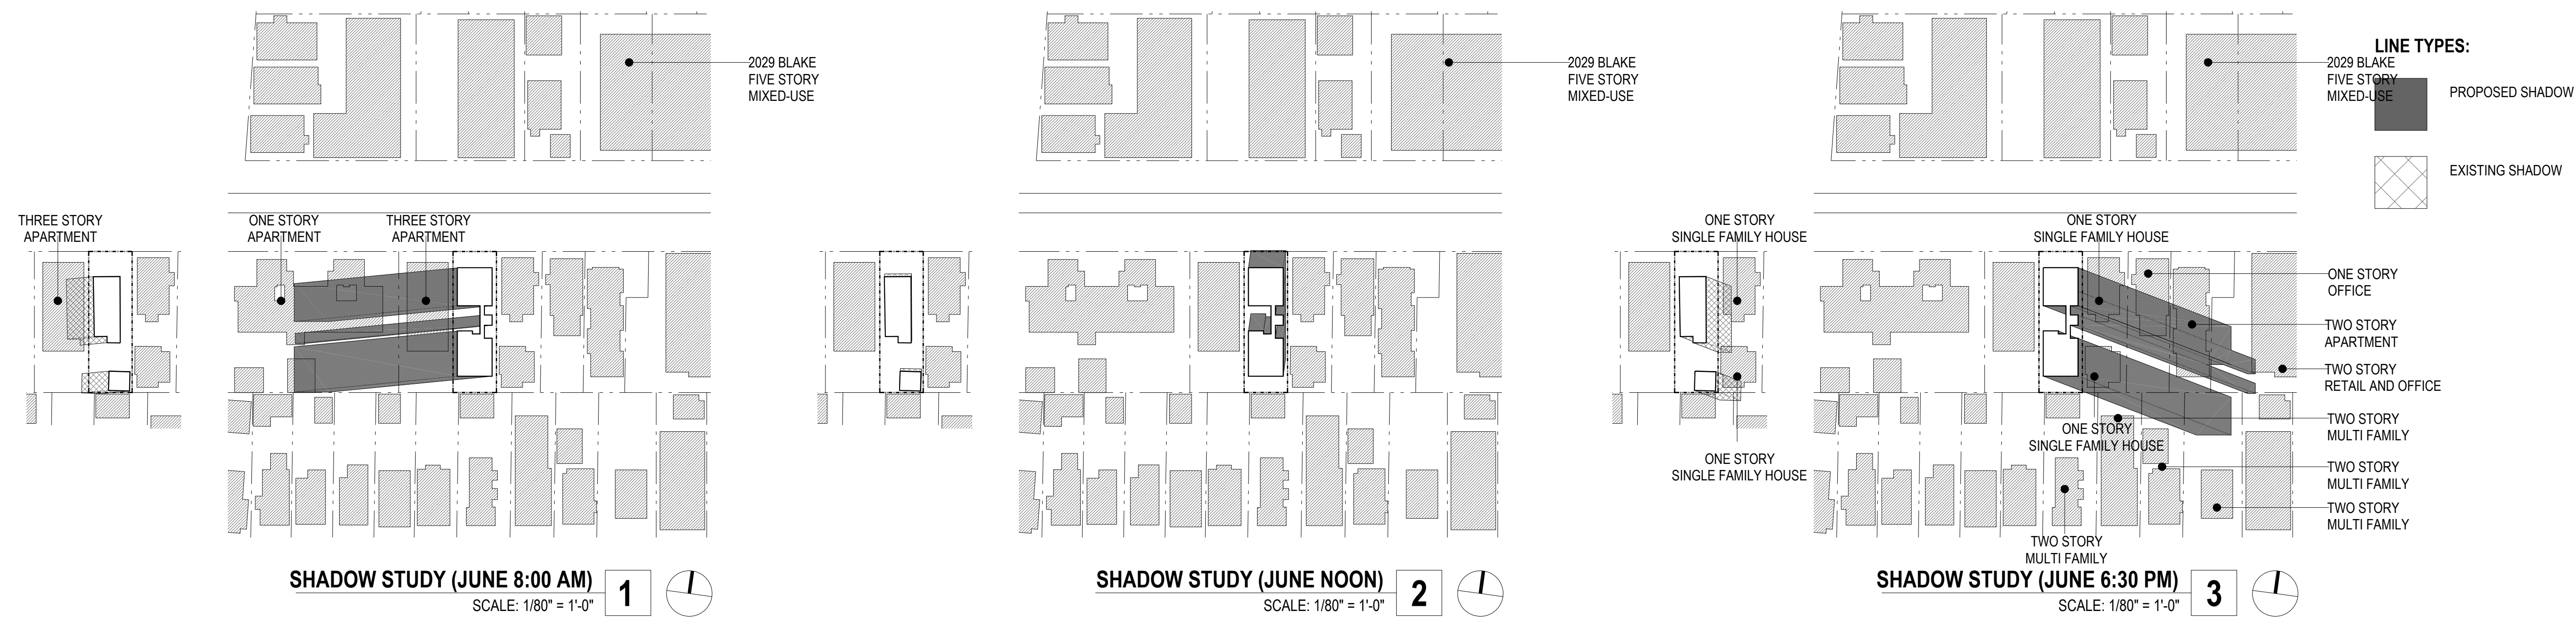 2029 BLAKE
FIVE STORY
MIXED-USE
THREE STORY
APARTMENT
ONE STORY
APARTMENT
THREE STORY
APARTMENT
SHADOW STUDY (JUNE 8:00 AM)
SCALE: 1/80" = 1'-0"
1
2029 BLAKE
FIVE STORY
MIXED-USE
SHADOW STUDY (JUNE NOON)
SCALE: 1/80" = 1'-0"
2
2029 BLAKE
FIVE STORY
MIXED-USE
ONE STORY
SINGLE FAMILY HOUSE
ONE STORY
SINGLE FAMILY HOUSE
ONE STORY
SINGLE FAMILY HOUSE
ONE STORY
OFFICE
TWO STORY
APARTMENT
TWO STORY
RETAIL AND OFFICE
TWO STORY
MULTI FAMILY
ONE STORY
SINGLE FAMILY HOUSE
TWO STORY
MULTI FAMILY
TWO STORY
MULTI FAMILY
TWO STORY
MULTI FAMILY
SHADOW STUDY (JUNE 6:30 PM)
SCALE: 1/80" = 1'-0"
3
LINE TYPES:
PROPOSED SHADOW
EXISTING SHADOW